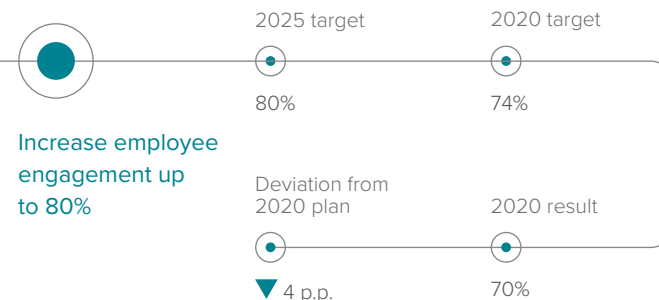 2025 target
2020 target
80%
74%
Increase employee
engagement up
to 80%
Deviation from
2020 plan
2020 result
4 p.p.
70%